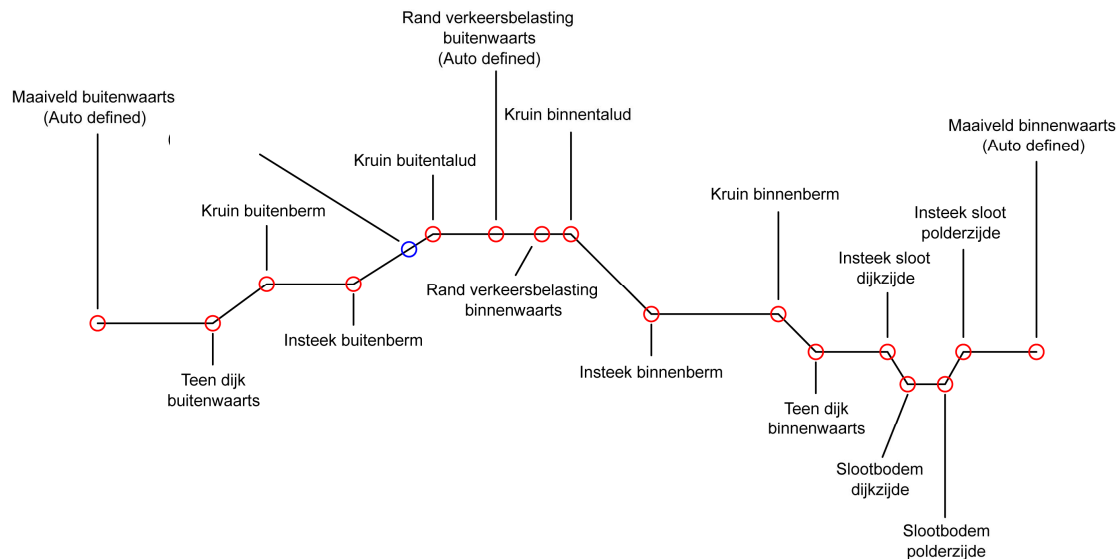 Rand verkeersbelasting
buitenwaarts
(Auto defined)
Maaiveld buitenwaarts
(Auto defined)
(
Kruin binnentalud
Maaiveld binnenwaarts
(Auto defined)
Kruin buitentalud
Kruin buitenberm
Kruin binnenberm
Insteek sloot
polderzijde
Insteek sloot
dijkzijde
Rand verkeersbelasting
binnenwaarts
Insteek buitenberm
Insteek binnenberm
Teen dijk
buitenwaarts
Teen dijk
binnenwaarts
Slootbodem
dijkzijde
Slootbodem
polderzijde